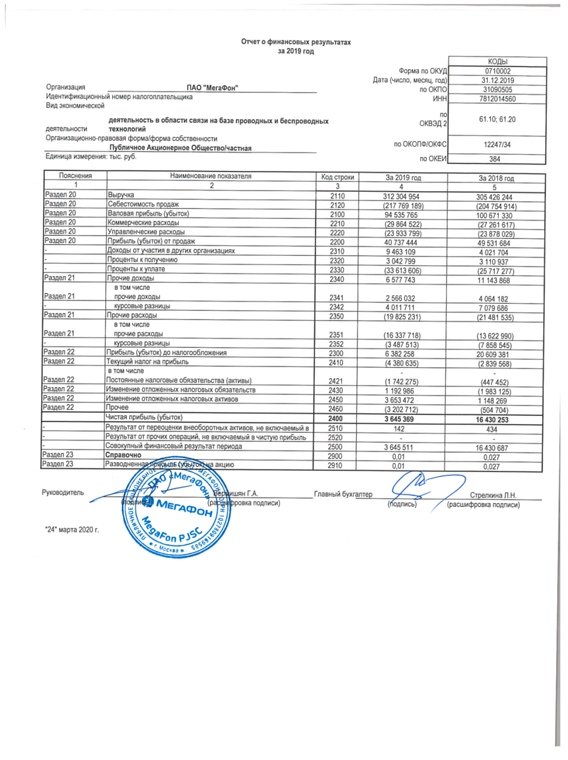 Отчет о финансовых результатах
за 2019 год
КОДЫ
Форма по ОКУД 0710002
Дата (число, месяц, год) 31.12.2019
Организация ПАО "МегаФон" по ОКПО 31090505
Идентификационный номер налогоплательщика ИНН 7812014560
Вид экономической
деятельности деятельность в области связи на базе проводных и беспроводных технологий по ОКВЭД 2 61.10; 61.20
Организационно-правовая форма/форма собственности
Публичное Акционерное Общество/частная по ОКОПФ/ОКФС 12247/34
Единица измерения: тыс. руб. по ОКЕИ 384
Пояснения Наименование показателя Код строки За 2019 год За 2018 год
1 2 3 4 5
Раздел 20 Выручка 2110 312 304 954 305 426 244
Раздел 20 Себестоимость продаж 2120 (217 769 189) (204 754 914)
Раздел 20 Валовая прибыль (убыток) 2100 94 535 765 100 671 330
Раздел 20 Коммерческие расходы 2210 (29 864 522) (27 261 617)
Раздел 20 Управленческие расходы 2220 (23 933 799) (23 878 029)
Раздел 20 Прибыль (убыток) от продаж 2200 40 737 444 49 531 684
- Доходы от участия в других организациях 2310 9 463 109 4 021 704
- Проценты к получению 2320 3 042 799 3 110 937
- Проценты к уплате 2330 (33 613 606) (25 717 277)
Раздел 21 Прочие доходы 2340 6 577 743 11 143 868
в том числе
Раздел 21 прочие доходы 2341 2 566 032 4 064 182
- курсовые разницы 2342 4 011 711 7 079 686
Раздел 21 Прочие расходы 2350 (19 825 231) (21 481 535)
в том числе
Раздел 21 прочие расходы 2351 (16 337 718) (13 622 990)
- курсовые разницы 2352 (3 487 513) (7 858 545)
Раздел 22 Прибыль (убыток) до налогообложения 2300 6 382 258 20 609 381
Раздел 22 Текущий налог на прибыль 2410 (4 380 635) (2 839 568)
в том числе - -
Раздел 22 Постоянные налоговые обязательства (активы) 2421 (1 742 275) (447 452)
Раздел 22 Изменение отложенных налоговых обязательств 2430 1 192 986 (1 983 125)
Раздел 22 Изменение отложенных налоговых активов 2450 3 653 472 1 148 269
Раздел 22 Прочее 2460 (3 202 712) (504 704)
Чистая прибыль (убыток) 2400 3 645 369 16 430 253
- Результат от переоценки внеоборотных активов, не включаемый в 2510 142 434
- Результат от прочих операций, не включаемый в чистую прибыль 2520 - -
- Совокупный финансовый результат периода 2500 3 645 511 16 430 687
Раздел 23 Справочно 2900 0,01 0,027
Раздел 23 Разводненная прибыль (убыток) на акцию 2910 0,01 0,027
Руководитель Вермишян Г.А. Главный бухгалтер Стрелкина Л.Н.
(подпись) (расшифровка подписи) (подпись) (расшифровка подписи)
ПАО «МегаФон»
МЕГАФОН
MegaFon PJSC
г. Москва
"24" марта 2020 г.